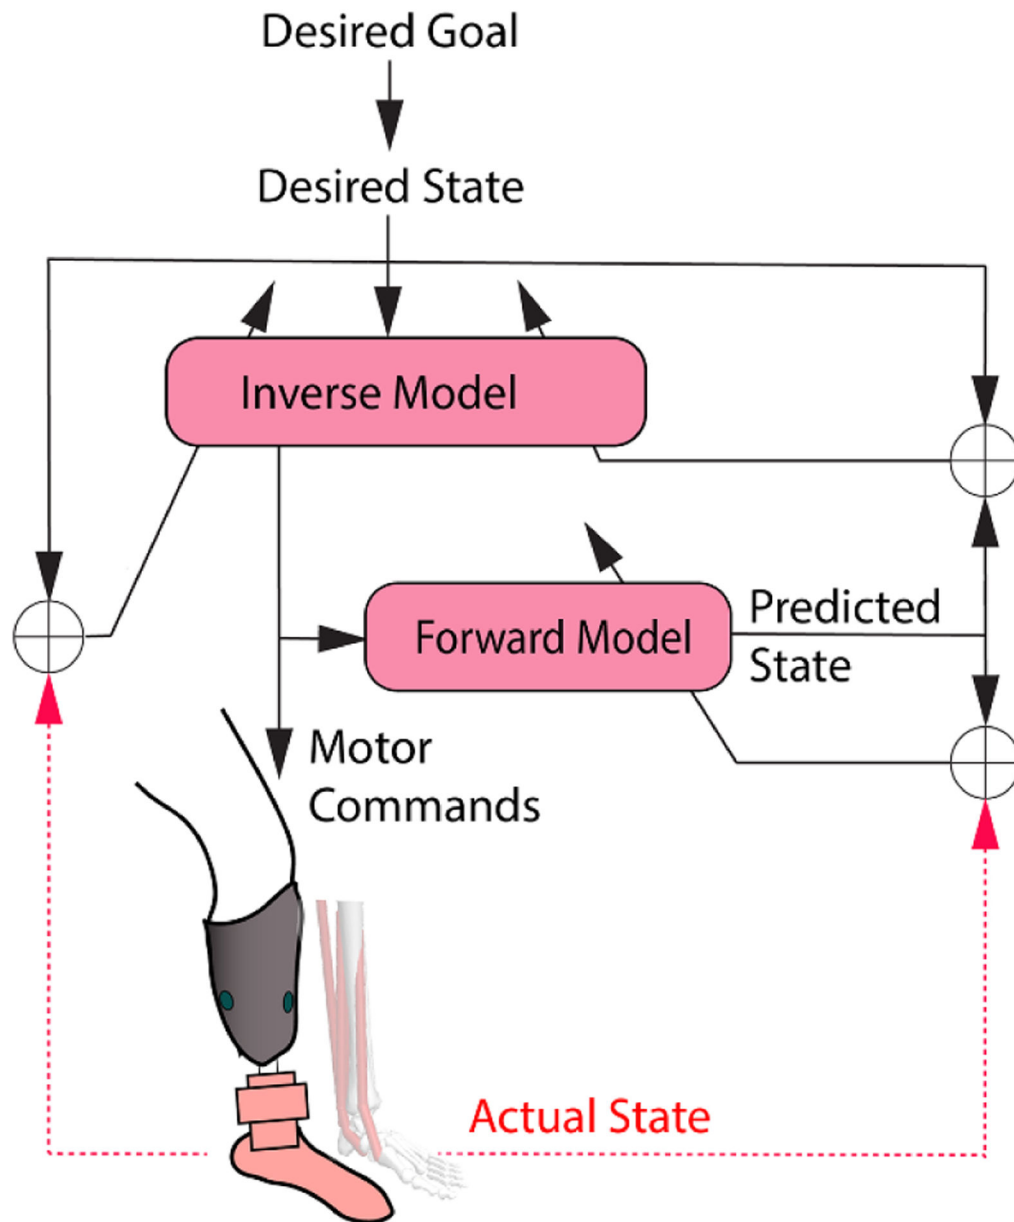 Desired Goal
Desired State
Inverse Model
Forward Model
Predicted
State
Motor
Commands
Actual State